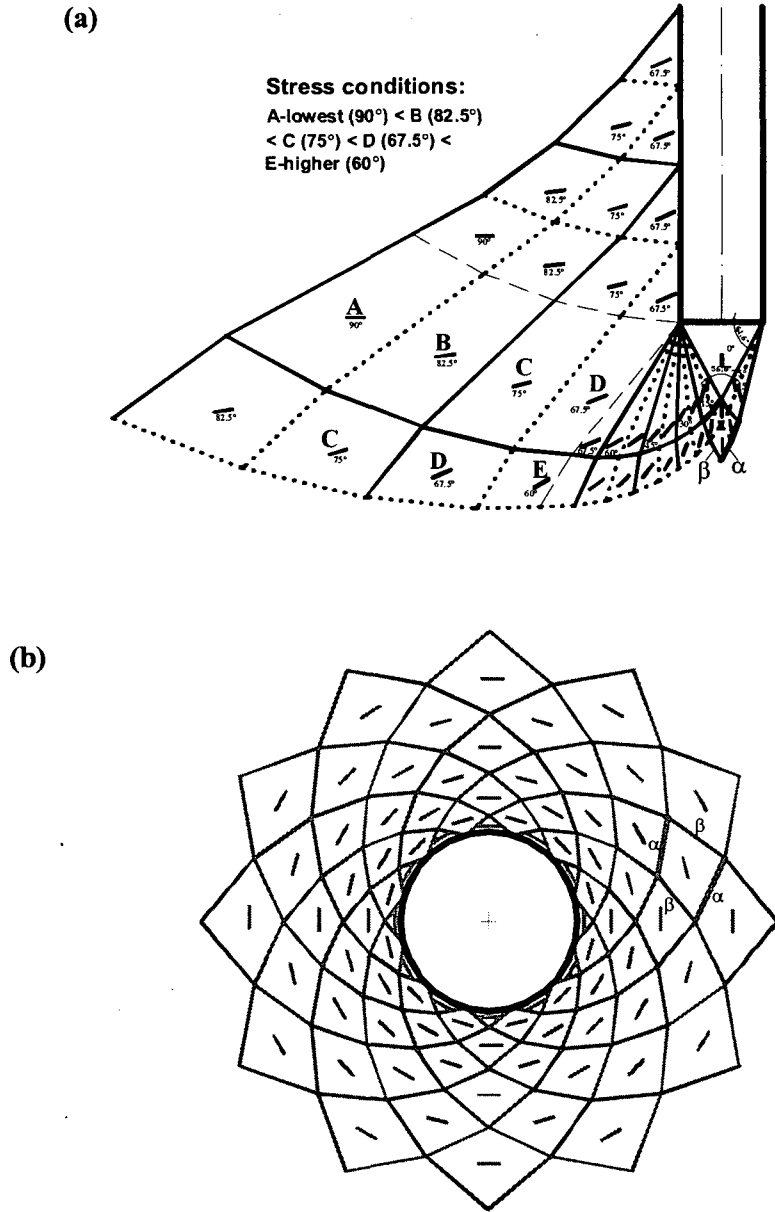 (a)
Stress conditions:
A-lowest (90°) < B (82.5°)
< C (75°) < D (67.5°) <
E-higher (60°)
67.5°
75°
67.5°
82.5°
75°
67.5°
90°
82.5°
75°
67.5°
A
90°
B
82.5°
C
75°
D
67.5°
0°
82.5°
C
75°
D
67.5°
E
60°
67.5°
60°
45°
30°
β
α
(b)
α
β
β
α